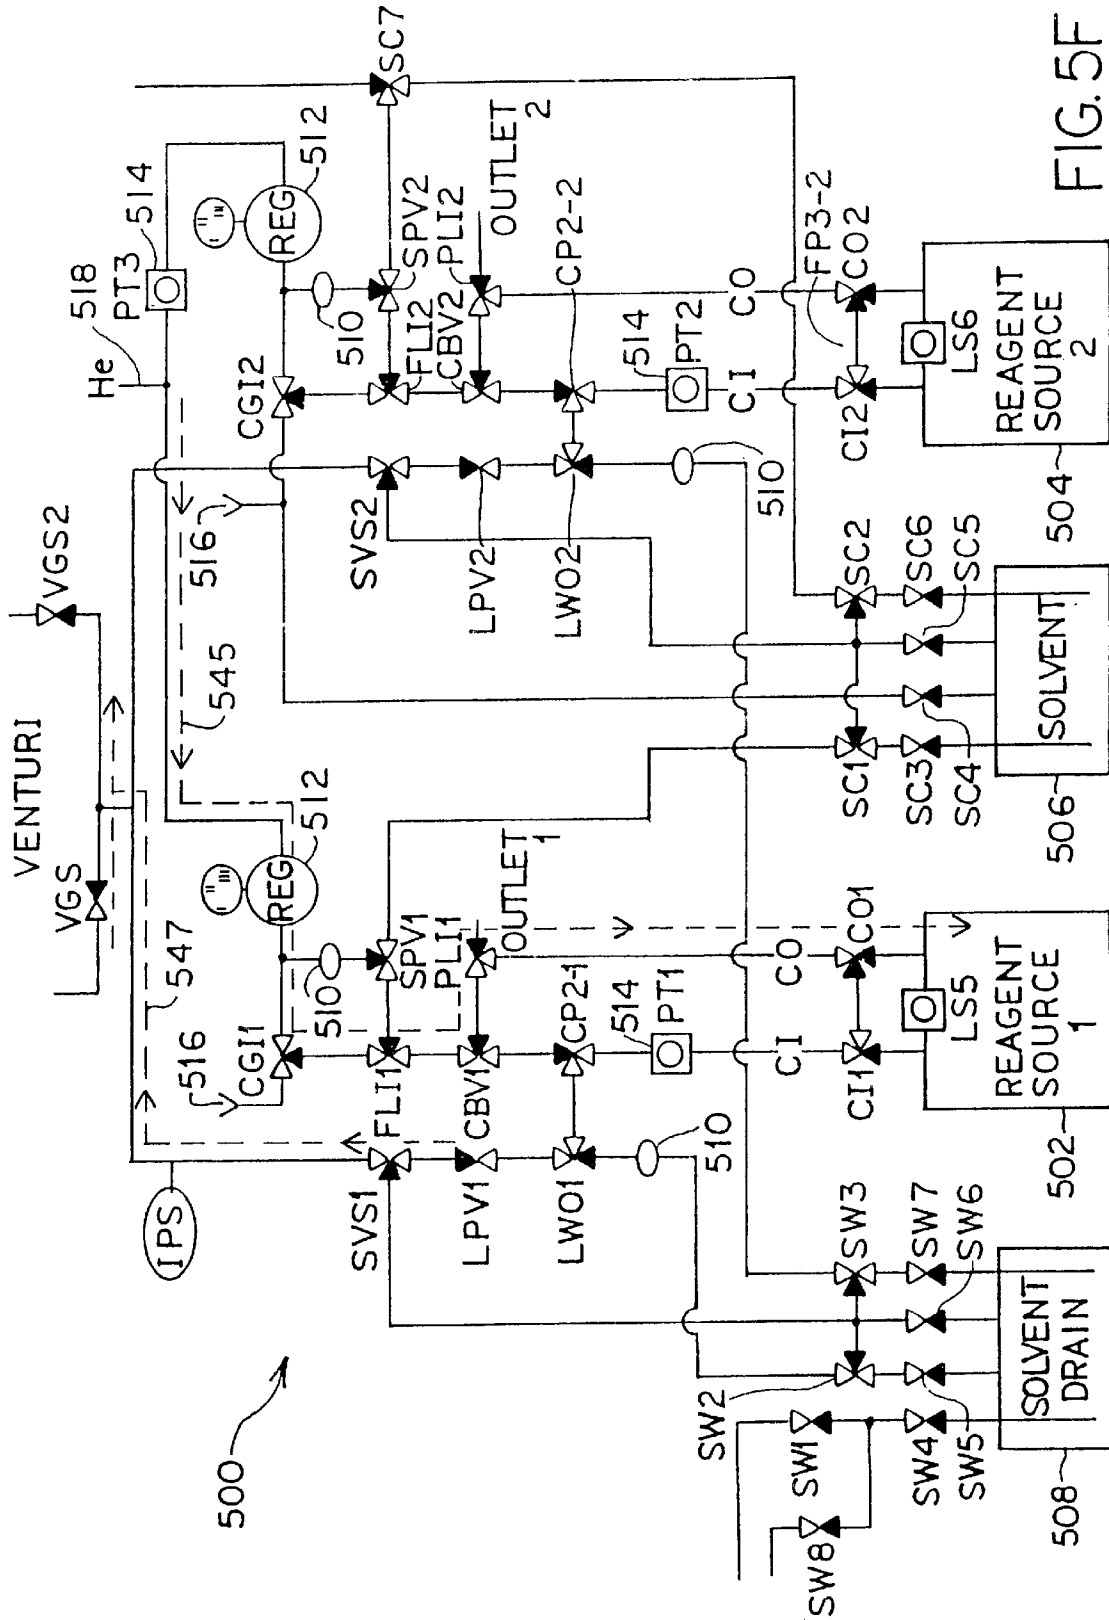 500
VENTURI
VGS
VGS2
547
545
518
He
PT3
514
516
IPS
REG
512
516
REG
512
CGI1
510
CGI2
510
SC7
SVS1
FLI1
SPV1
SVS2
FLI2
SPV2
LPV1
CBV1
PLI1
OUTLET
1
LPV2
CBV2
PLI2
OUTLET
2
LWO1
CP2-1
LWO2
CP2-2
510
514
PT1
510
514
PT2
CI
CO
CI
CO
FP3-2
SW2
SW3
CI1
CO1
SC1
SC2
CI2
CO2
SW8
SW1
SW4
SW5
SW7
SW6
SC3
SC4
SC6
SC5
LS5
LS6
508
SOLVENT
DRAIN
502
REAGENT
SOURCE
1
506
SOLVENT
504
REAGENT
SOURCE
2
FIG. 5F